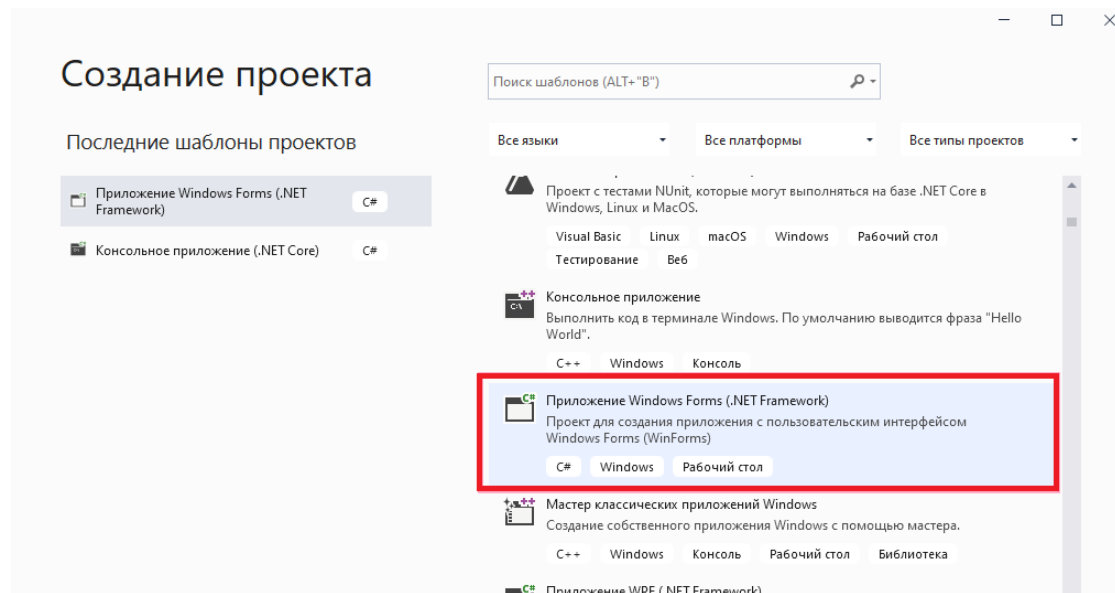 Создание проекта
Поиск шаблонов (ALT+"B")
Последние шаблоны проектов
Все языки
Все платформы
Все типы проектов
Приложение Windows Forms (.NET
Framework)
C#
Консольное приложение (.NET Core)
C#
Проект с тестами NUnit, которые могут выполняться на базе .NET Core в
Windows, Linux и MacOS.
Visual Basic Linux macOS Windows Рабочий стол
Тестирование Веб
Консольное приложение
Выполнить код в терминале Windows. По умолчанию выводится фраза "Hello
World".
C++ Windows Консоль
Приложение Windows Forms (.NET Framework)
Проект для создания приложения с пользовательским интерфейсом
Windows Forms (WinForms)
C# Windows Рабочий стол
Мастер классических приложений Windows
Создание собственного приложения Windows с помощью мастера.
C++ Windows Консоль Рабочий стол Библиотека
Приложение WPF (.NET Framework)